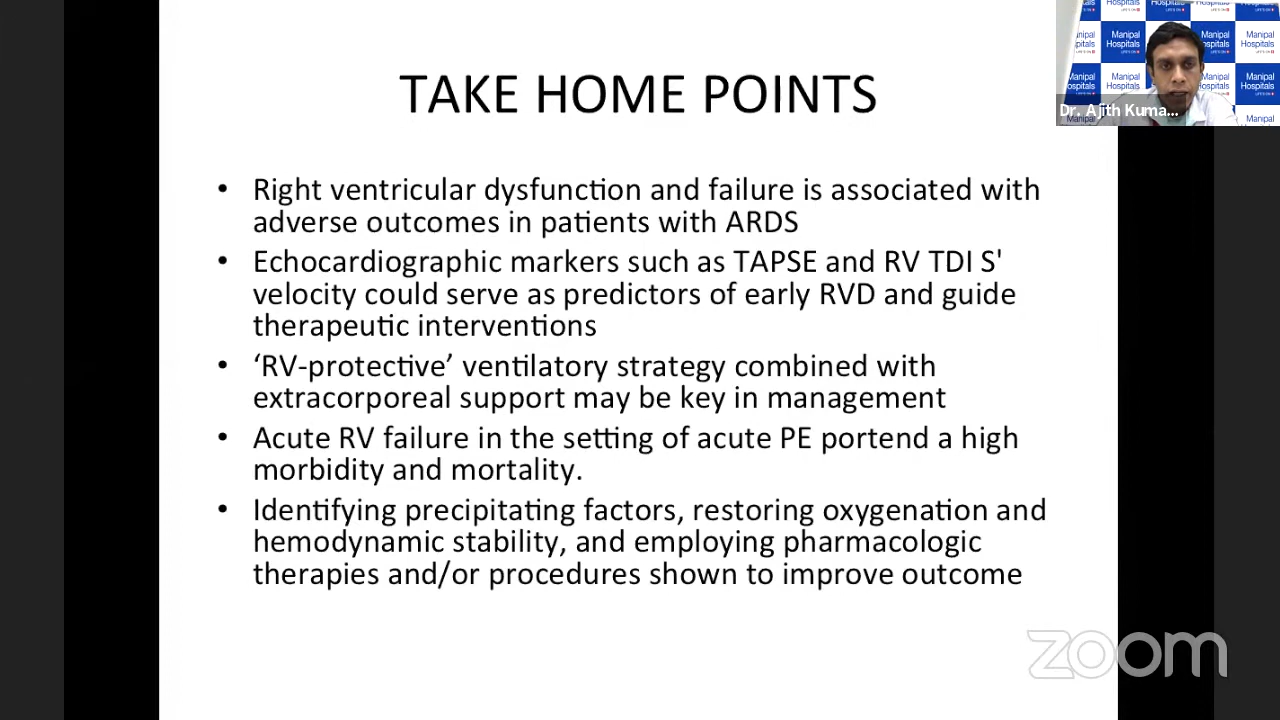 TAKE HOME POINTS
• Right ventricular dysfunction and failure is associated with
adverse outcomes in patients with ARDS
• Echocardiographic markers such as TAPSE and RV TDI S'
velocity could serve as predictors of early RVD and guide
therapeutic interventions
• ‘RV-protective’ ventilatory strategy combined with
extracorporeal support may be key in management
• Acute RV failure in the setting of acute PE portend a high
morbidity and mortality.
• Identifying precipitating factors, restoring oxygenation and
hemodynamic stability, and employing pharmacologic
therapies and/or procedures shown to improve outcome
Manipal
Hospitals
Dr. Ajith Kuma...
zoom